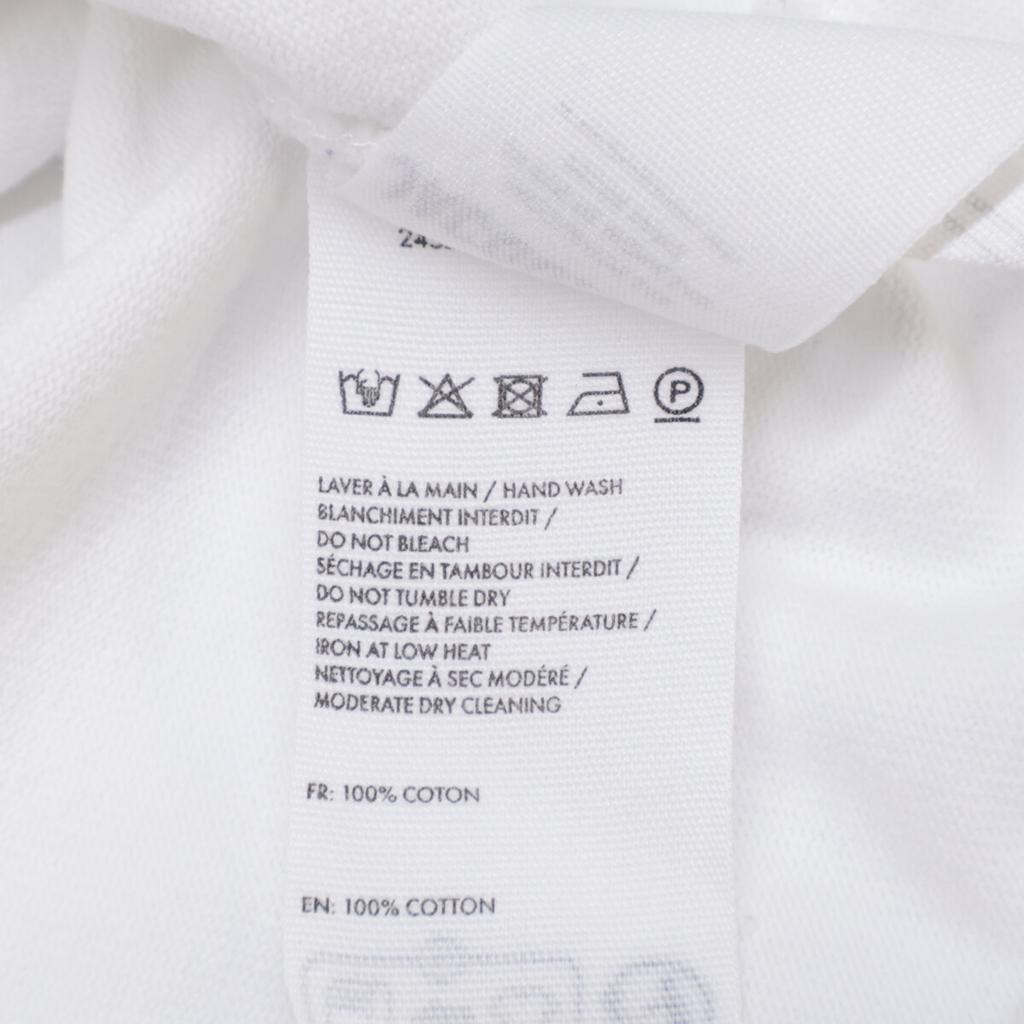 P
LAVER À LA MAIN / HAND WASH
BLANCHIMENT INTERDIT /
DO NOT BLEACH
SÉCHAGE EN TAMBOUR INTERDIT /
DO NOT TUMBLE DRY
REPASSAGE À FAIBLE TEMPÉRATURE /
IRON AT LOW HEAT
NETTOYAGE À SEC MODÉRÉ /
MODERATE DRY CLEANING
FR: 100% COTON
EN: 100% COTTON